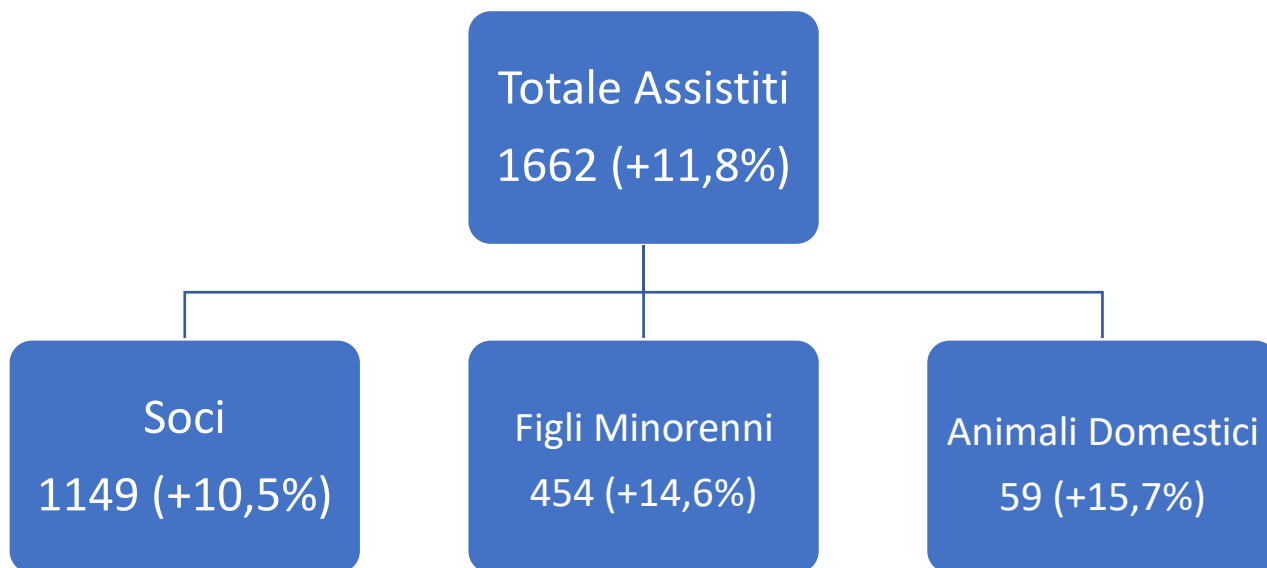 Totale Assistiti
1662 (+11,8%)
Soci
1149 (+10,5%)
Figli Minorenni
454 (+14,6%)
Animali Domestici
59 (+15,7%)